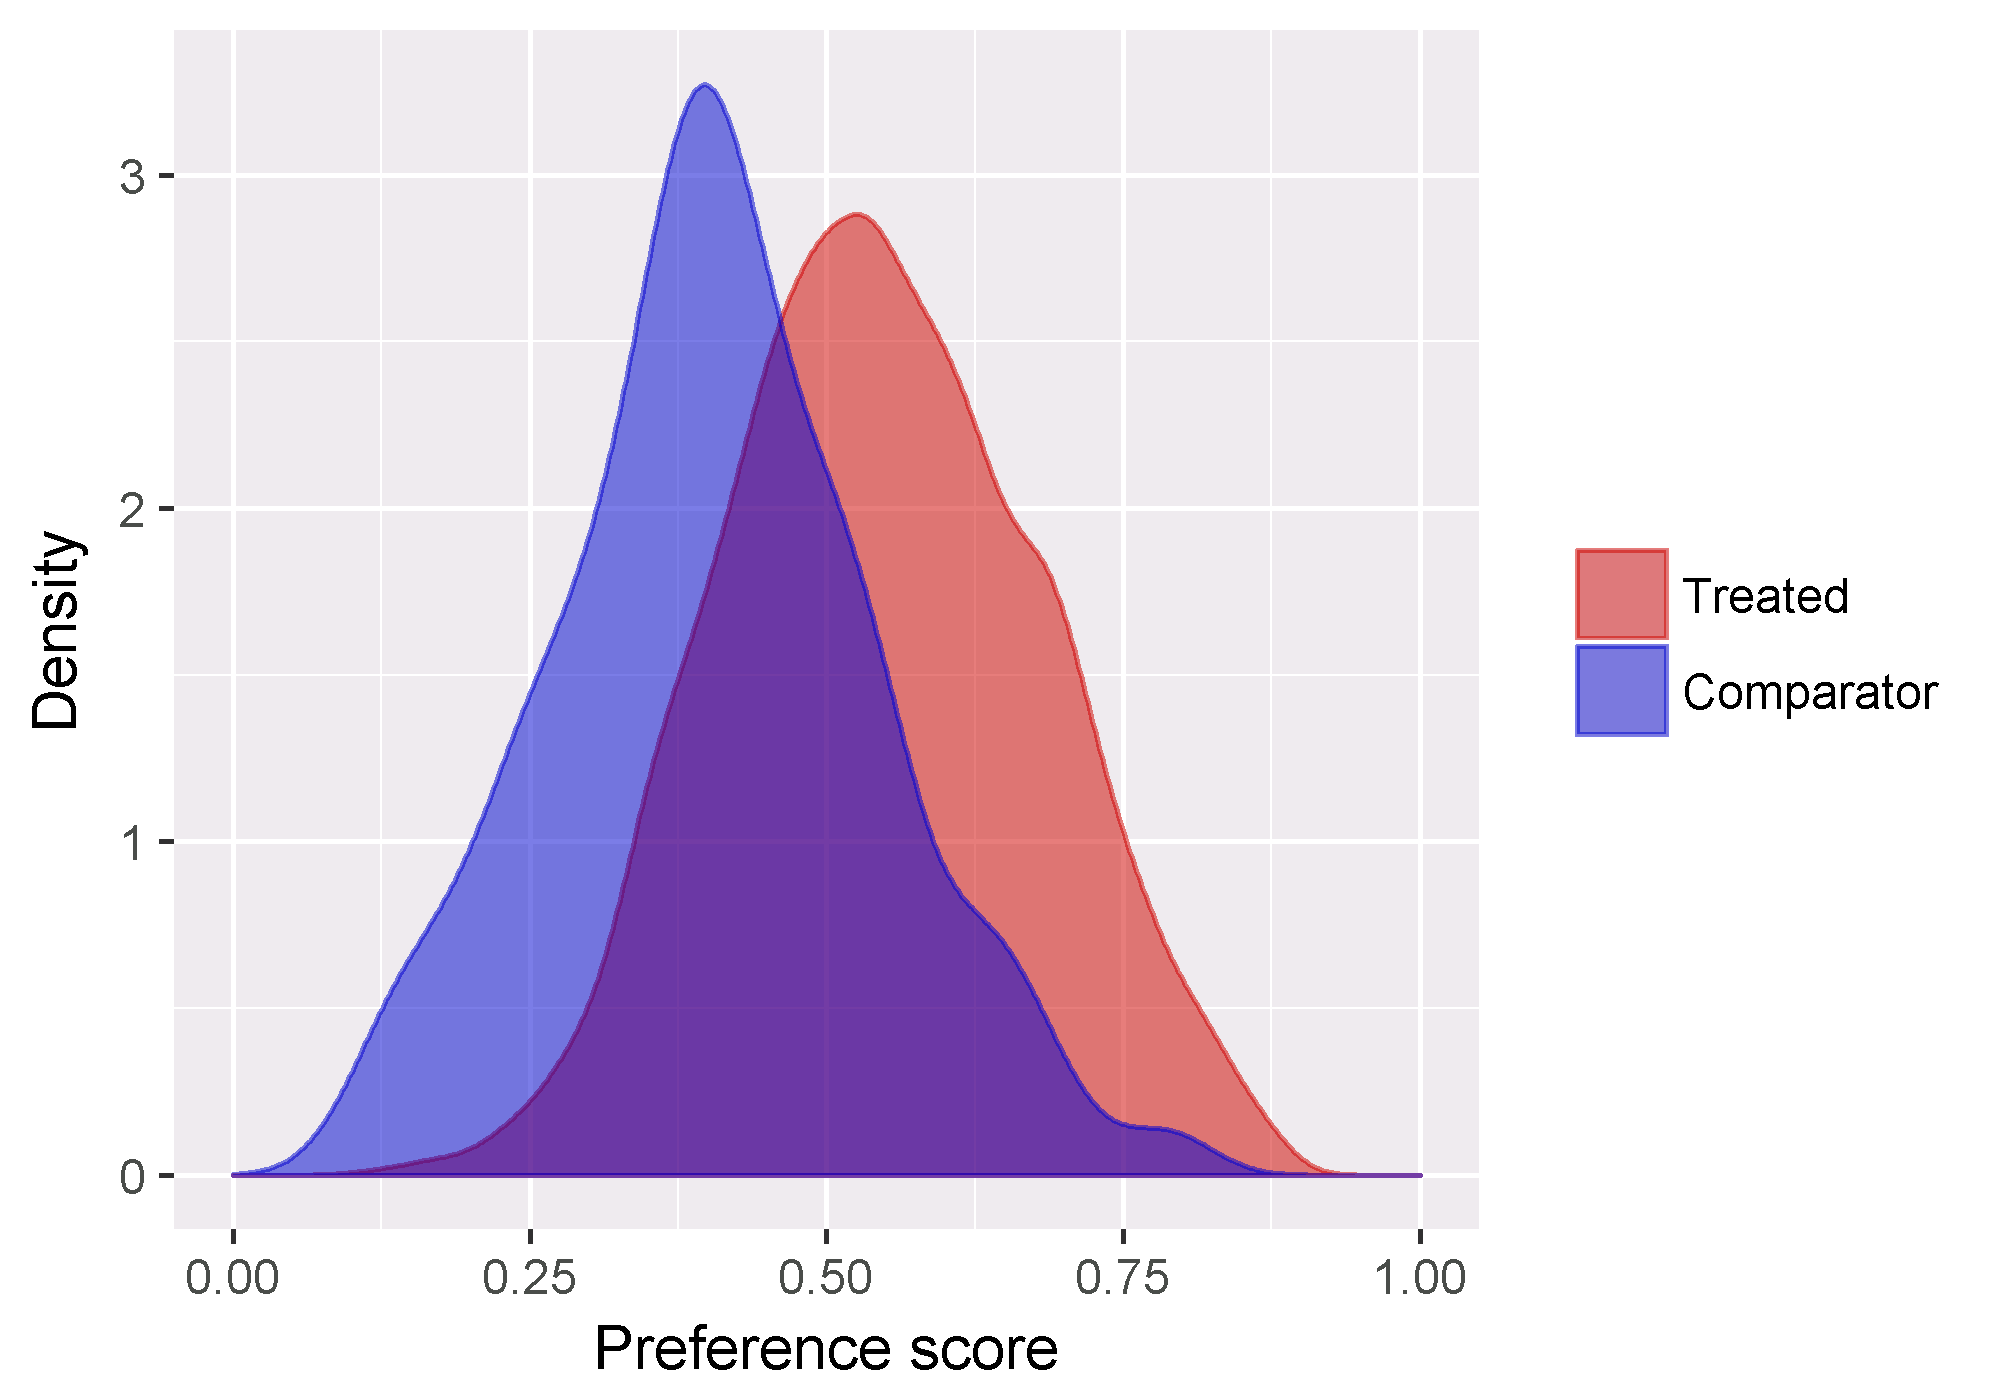 Density
3
2
1
0
0.00 0.25 0.50 0.75 1.00
Preference score
Treated
Comparator